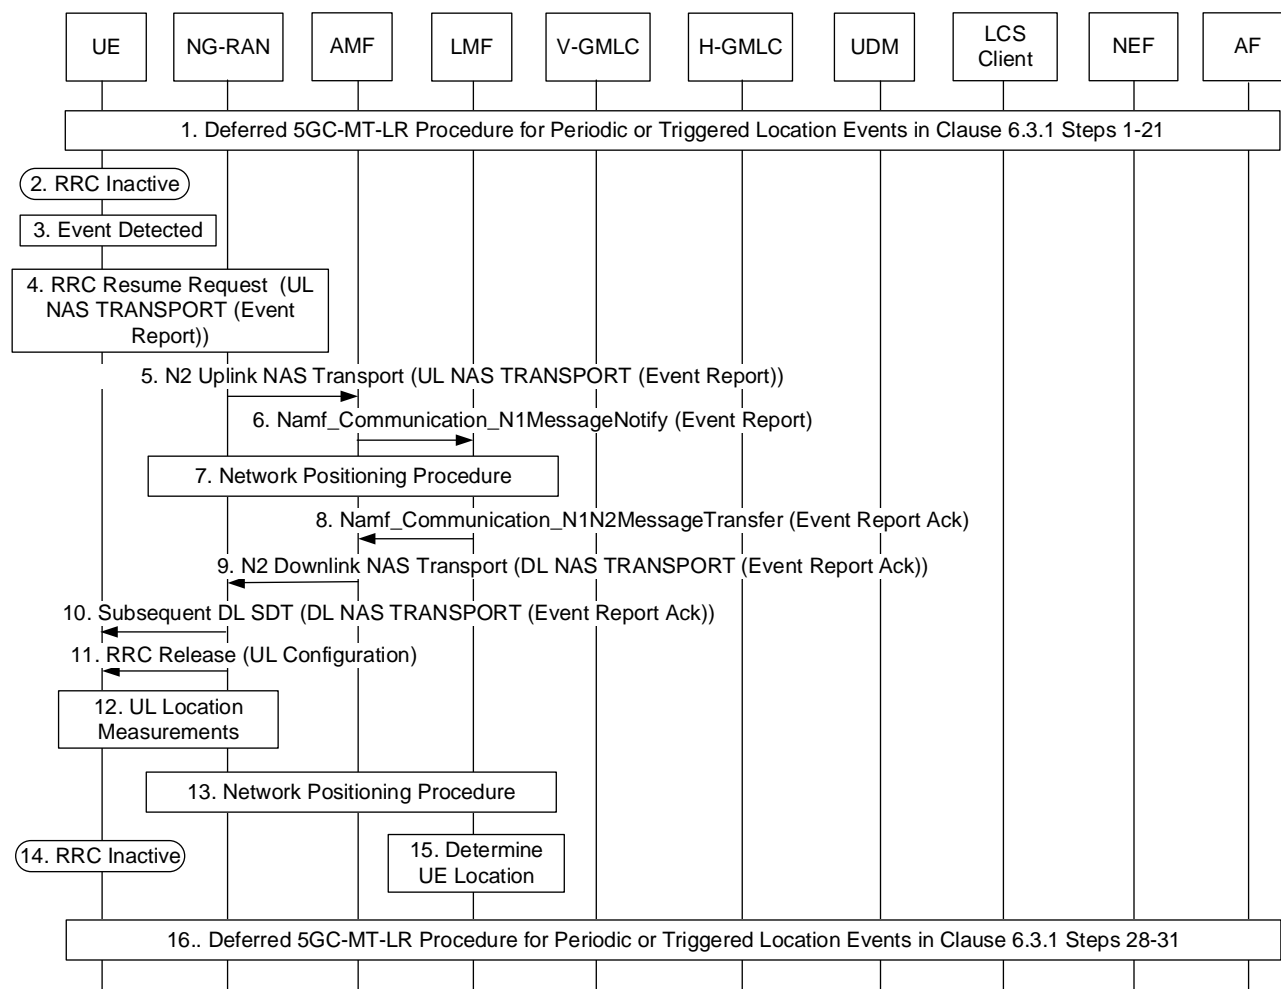 UE
NG-RAN
AMF
LMF
V-GMLC
H-GMLC
UDM
LCS
Client
NEF
AF
1. Deferred 5GC-MT-LR Procedure for Periodic or Triggered Location Events in Clause 6.3.1 Steps 1-21
2. RRC Inactive
3. Event Detected
4. RRC Resume Request  (UL
NAS TRANSPORT (Event
Report))
5. N2 Uplink NAS Transport (UL NAS TRANSPORT (Event Report))
6. Namf_Communication_N1MessageNotify (Event Report)
7. Network Positioning Procedure
8. Namf_Communication_N1N2MessageTransfer (Event Report Ack)
9. N2 Downlink NAS Transport (DL NAS TRANSPORT (Event Report Ack))
10. Subsequent DL SDT (DL NAS TRANSPORT (Event Report Ack))
11. RRC Release (UL Configuration)
12. UL Location
Measurements
13. Network Positioning Procedure
14. RRC Inactive
15. Determine
UE Location
16.. Deferred 5GC-MT-LR Procedure for Periodic or Triggered Location Events in Clause 6.3.1 Steps 28-31